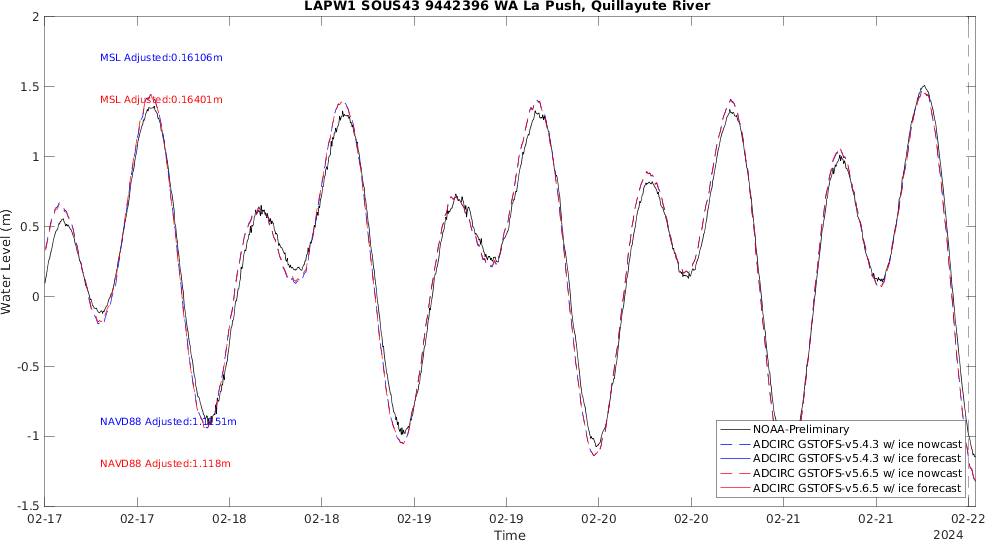 LAPW1 SOUS43 9442396 WA La Push, Quillayute River
2
1.5
1
0.5
0
-0.5
-1
-1.5
Water Level (m)
MSL Adjusted:0.16106m
MSL Adjusted:0.16401m
NAVD88 Adjusted:1.1151m
NAVD88 Adjusted:1.118m
NOAA-Preliminary
ADCIRC GSTOFS-v5.4.3 w/ ice nowcast
ADCIRC GSTOFS-v5.4.3 w/ ice forecast
ADCIRC GSTOFS-v5.6.5 w/ ice nowcast
ADCIRC GSTOFS-v5.6.5 w/ ice forecast
02-17 02-17 02-18 02-18 02-19 02-19 02-20 02-20 02-21 02-21 02-22
Time
2024